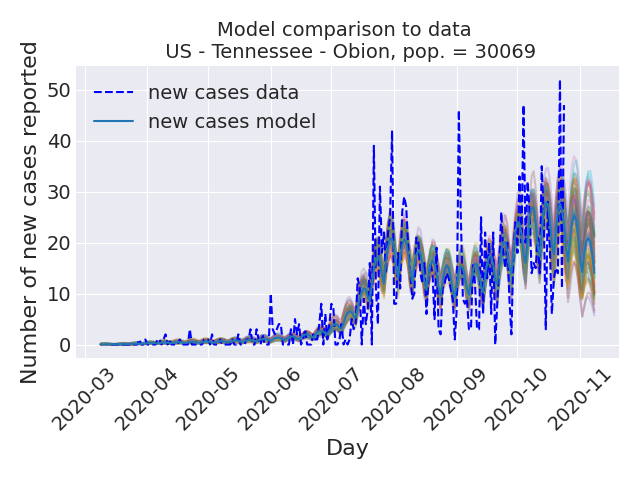 Model comparison to data
US - Tennessee - Obion, pop. = 30069
Number of new cases reported
50
40
30
20
10
0
new cases data
new cases model
2020-03
2020-04
2020-05
2020-06
2020-07
2020-08
2020-09
2020-10
2020-11
Day